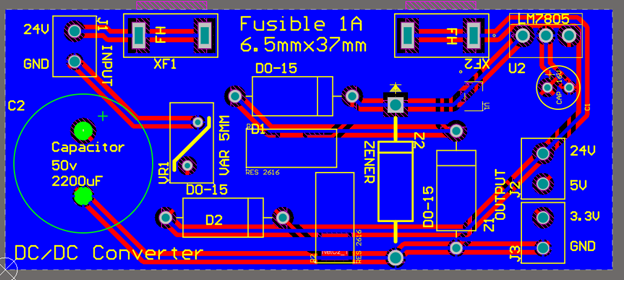 Fusible 1A
6.5mmx37mm
LM7805
24V
J1
INPUT
GND
FH
XF1
FH
XF2
U2
DO-15
C2
D1
RES 2616
Capacitor
50v
2200uF
VR1
VAR 5MM
ZENER
Z2
DO-15
D2
DO-15
Z1
OUTPUT
J2
24V
5V
3.3V
J3
GND
RES 2616
DC/DC Converter